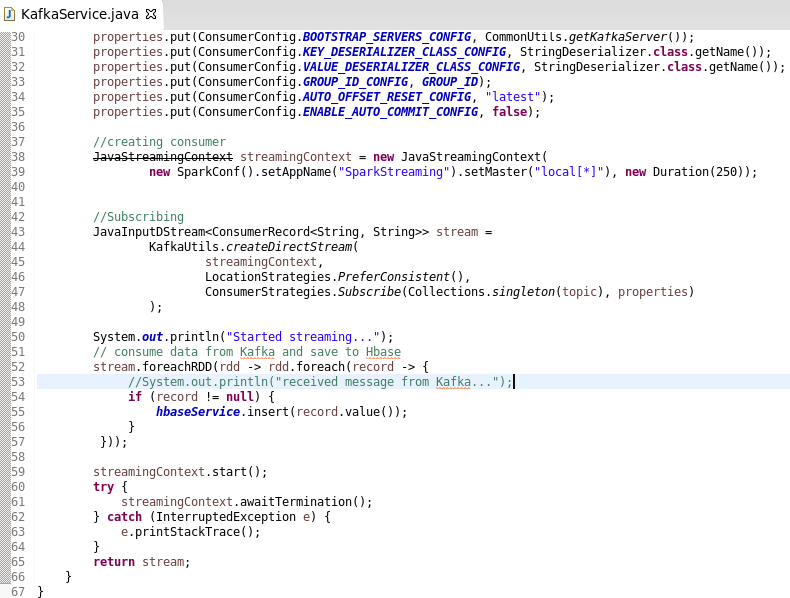 KafkaService.java
30 properties.put(ConsumerConfig.BOOTSTRAP_SERVERS_CONFIG, CommonUtils.getKafkaServer());
31 properties.put(ConsumerConfig.KEY_DESERIALIZER_CLASS_CONFIG, StringDeserializer.class.getName());
32 properties.put(ConsumerConfig.VALUE_DESERIALIZER_CLASS_CONFIG, StringDeserializer.class.getName());
33 properties.put(ConsumerConfig.GROUP_ID_CONFIG, GROUP_ID);
34 properties.put(ConsumerConfig.AUTO_OFFSET_RESET_CONFIG, "latest");
35 properties.put(ConsumerConfig.ENABLE_AUTO_COMMIT_CONFIG, false);
36
37 //creating consumer
38 JavaStreamingContext streamingContext = new JavaStreamingContext(
39 new SparkConf().setAppName("SparkStreaming").setMaster("local[*]"), new Duration(250));
40
41
42 //Subscribing
43 JavaInputDStream<ConsumerRecord<String, String>> stream =
44 KafkaUtils.createDirectStream(
45 streamingContext,
46 LocationStrategies.PreferConsistent(),
47 ConsumerStrategies.Subscribe(Collections.singleton(topic), properties)
48 );
49
50 System.out.println("Started streaming...");
51 // consume data from Kafka and save to Hbase
52 stream.foreachRDD(rdd -> rdd.foreach(record -> {
53 //System.out.println("received message from Kafka...");
54 if (record != null) {
55 hbaseService.insert(record.value());
56 }
57 }));
58
59 streamingContext.start();
60 try {
61 streamingContext.awaitTermination();
62 } catch (InterruptedException e) {
63 e.printStackTrace();
64 }
65 return stream;
66 }
67 }